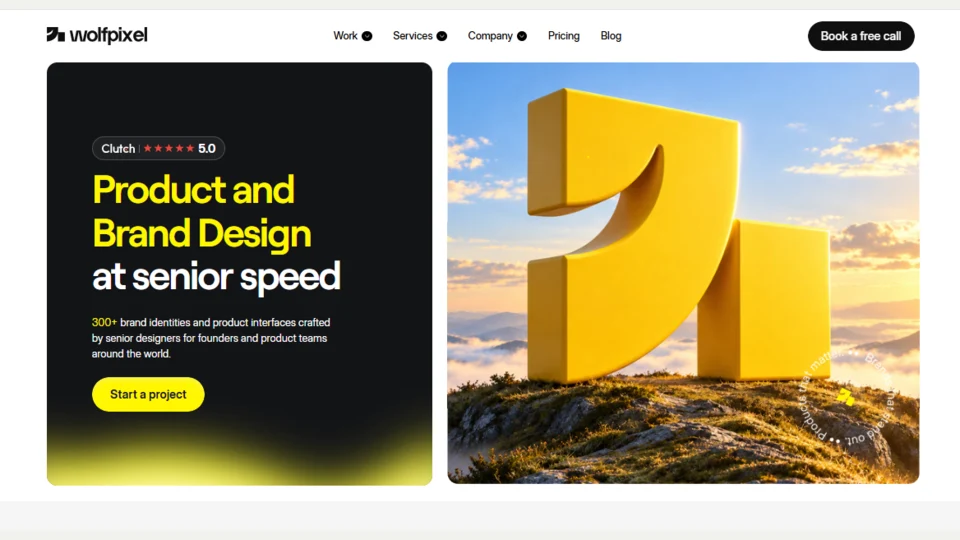 wolfpixel
Work
Services
Company
Pricing
Blog
Book a free call
Clutch ★★★★★ 5.0
Product and
Brand Design
at senior speed
300+ brand identities and product interfaces crafted
by senior designers for founders and product teams
around the world.
Start a project